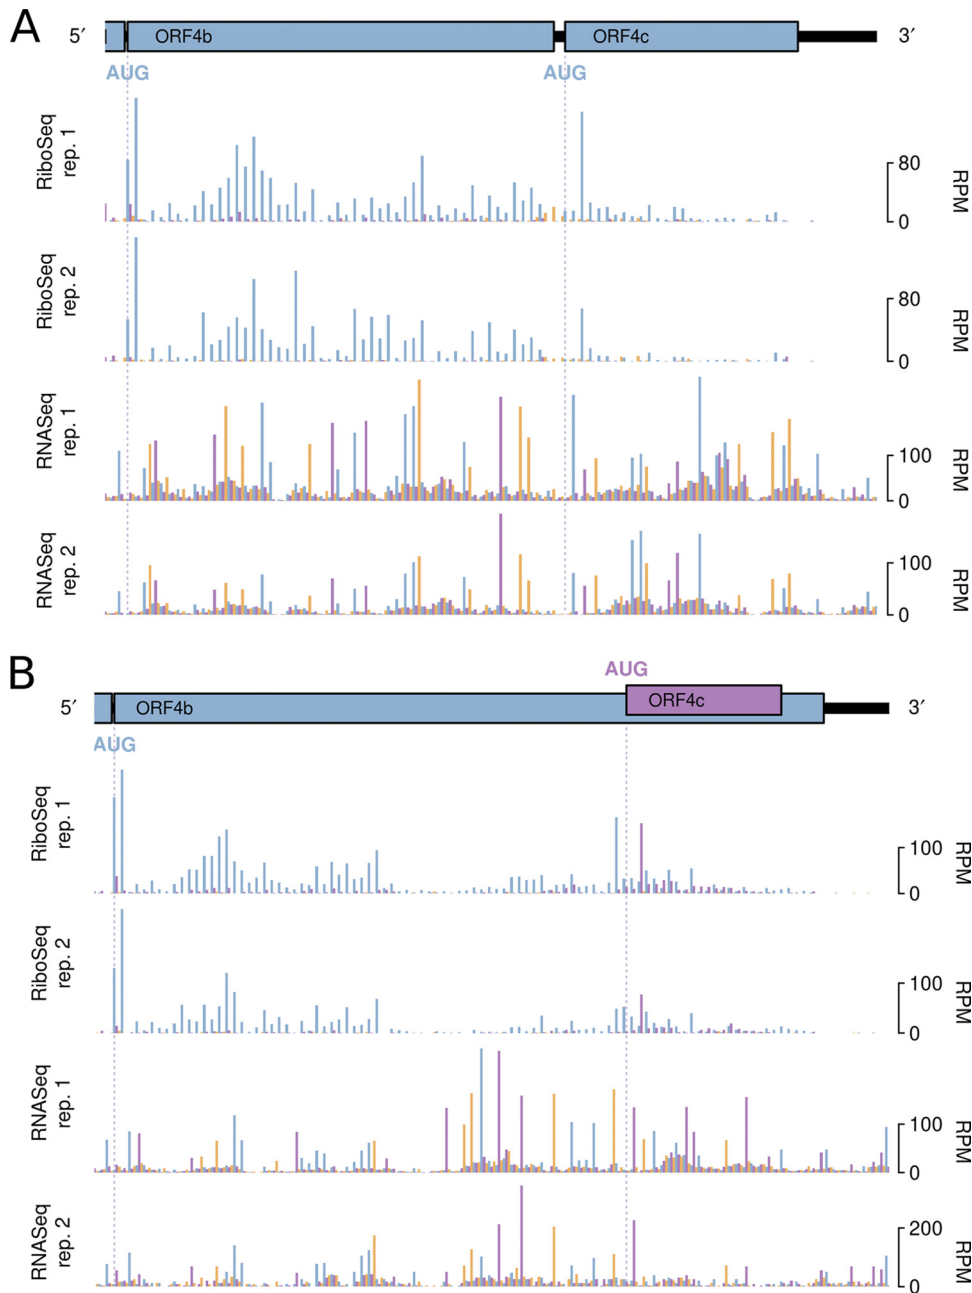 A
5′
ORF4b
ORF4c
3′
AUG
AUG
RiboSeq
rep. 1
80
0
RPM
RiboSeq
rep. 2
80
0
RPM
RNASeq
rep. 1
100
0
RPM
RNASeq
rep. 2
100
0
RPM
B
AUG
5′
ORF4b
ORF4c
3′
AUG
RiboSeq
rep. 1
100
0
RPM
RiboSeq
rep. 2
100
0
RPM
RNASeq
rep. 1
100
0
RPM
RNASeq
rep. 2
200
0
RPM